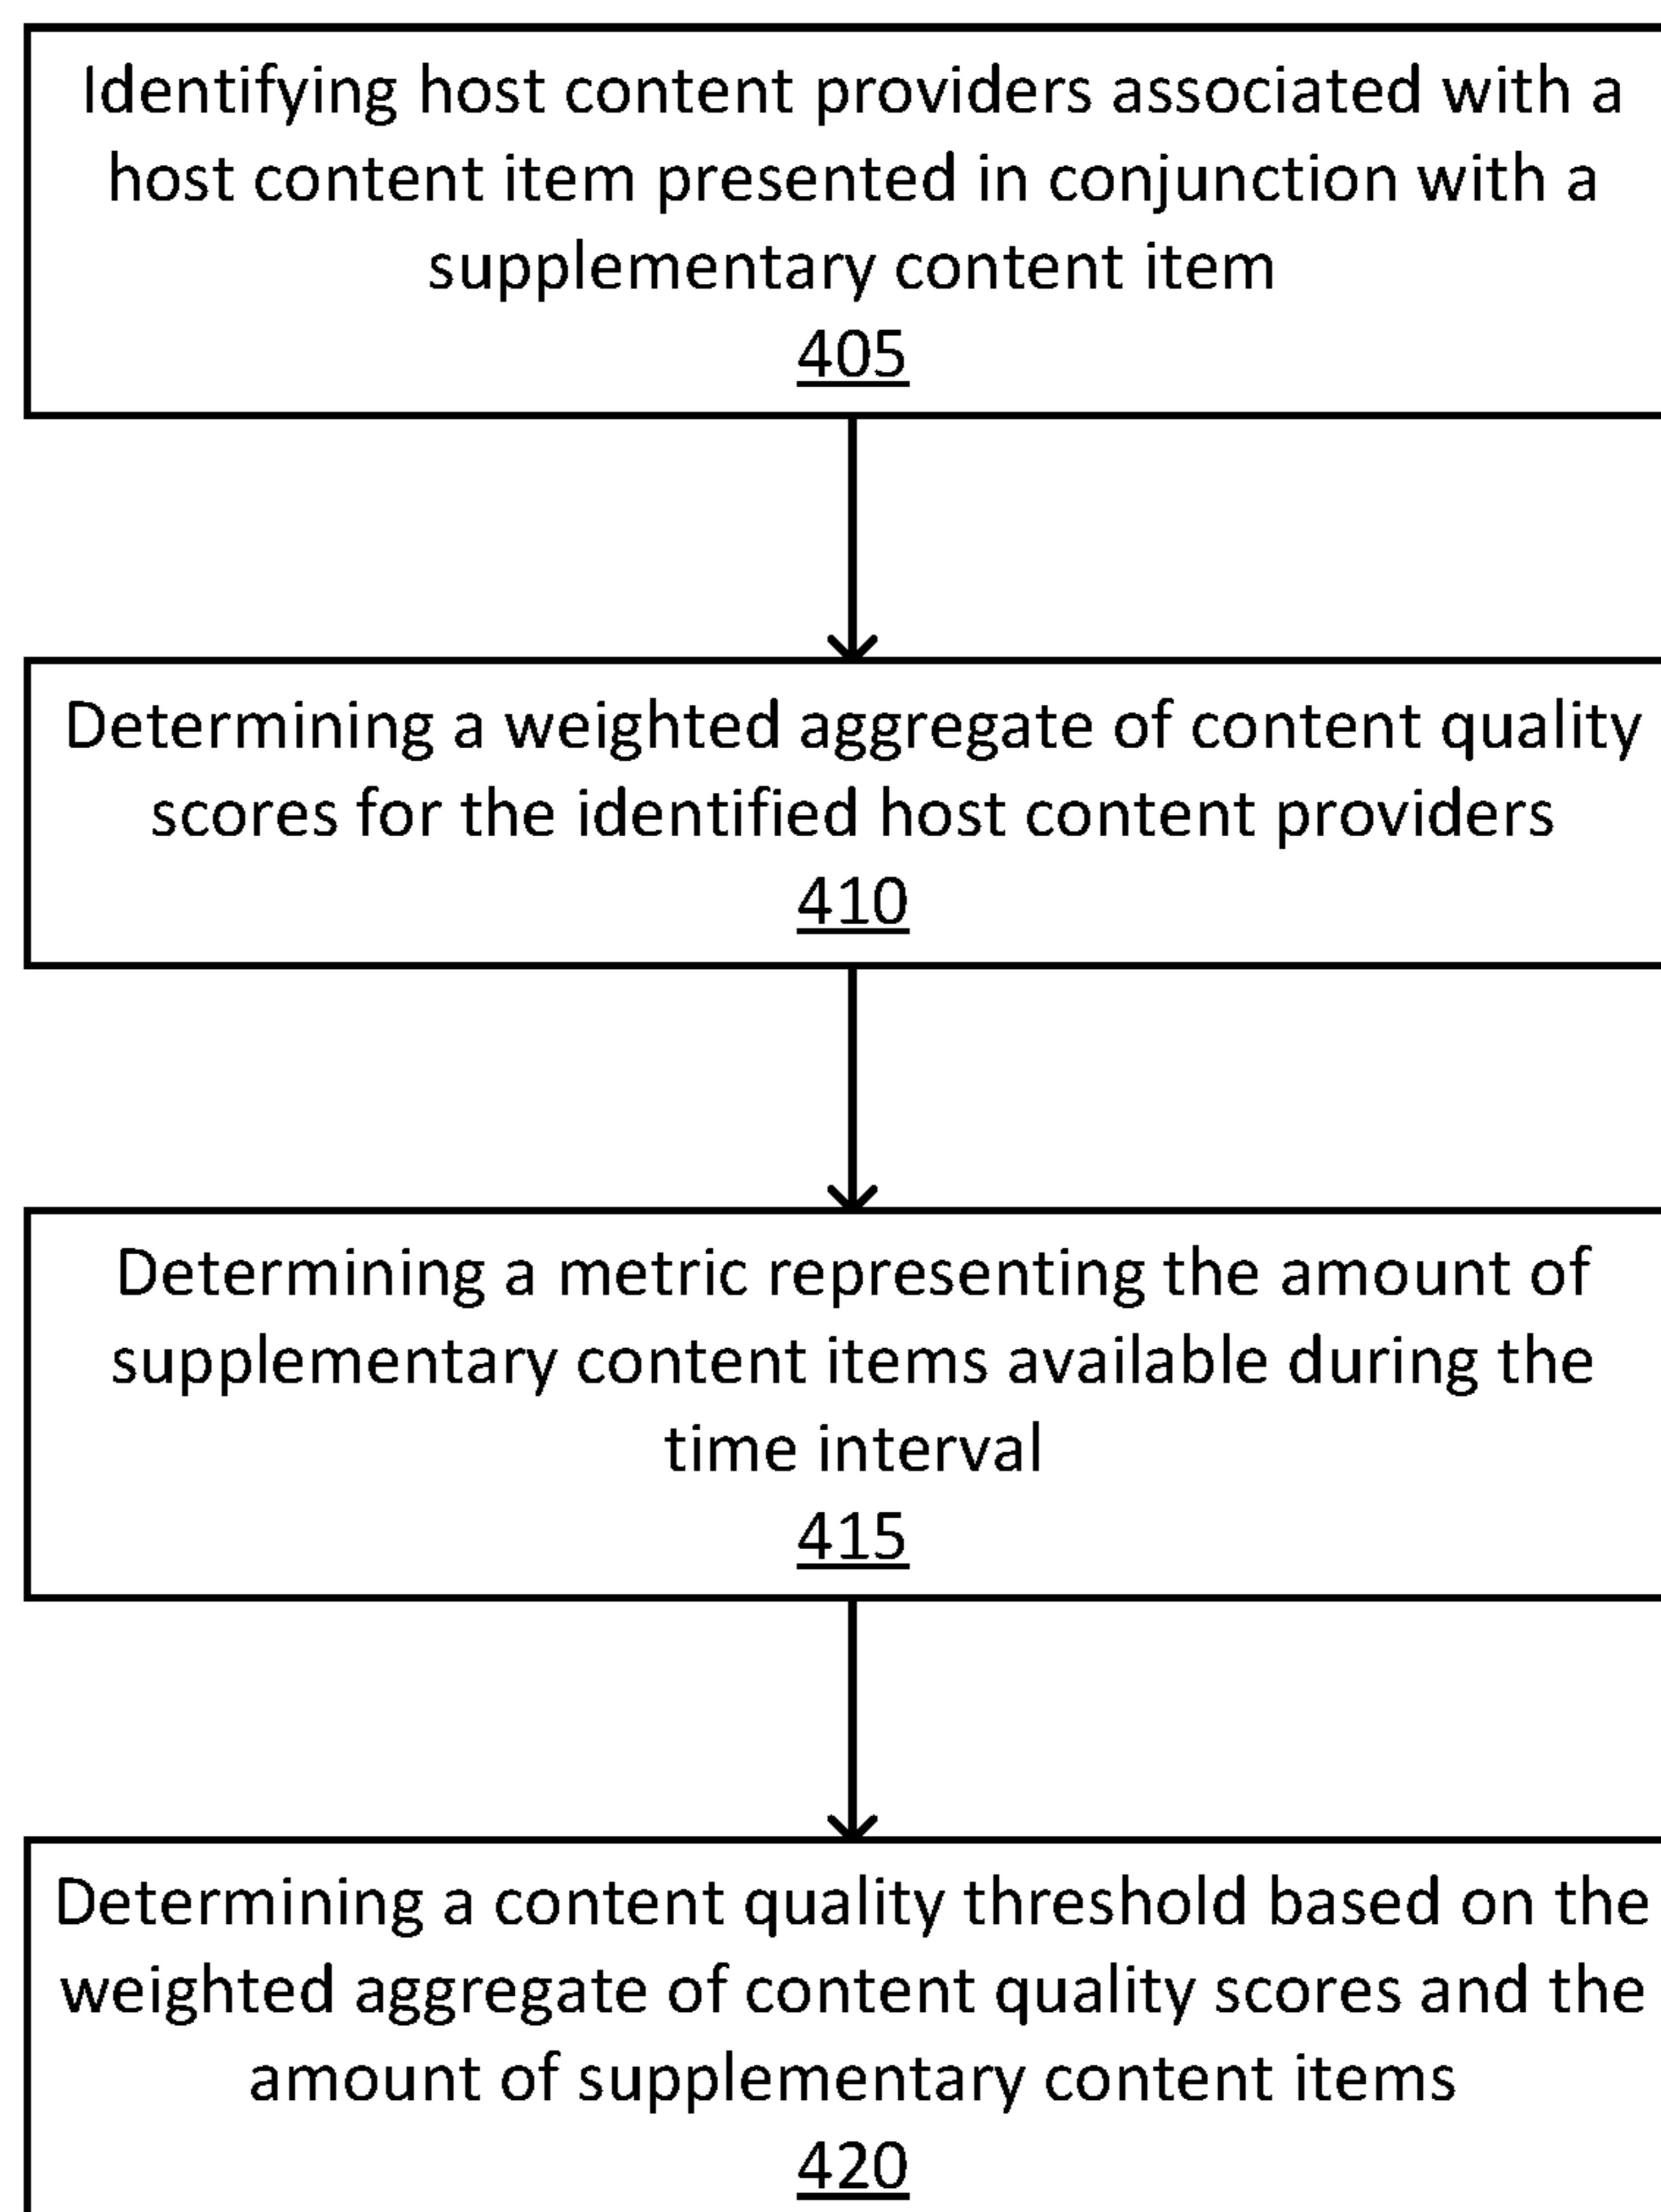 Identifying host content providers associated with a
host content item presented in conjunction with a
supplementary content item
405
Determining a weighted aggregate of content quality
scores for the identified host content providers
410
Determining a metric representing the amount of
supplementary content items available during the
time interval
415
Determining a content quality threshold based on the
weighted aggregate of content quality scores and the
amount of supplementary content items
420